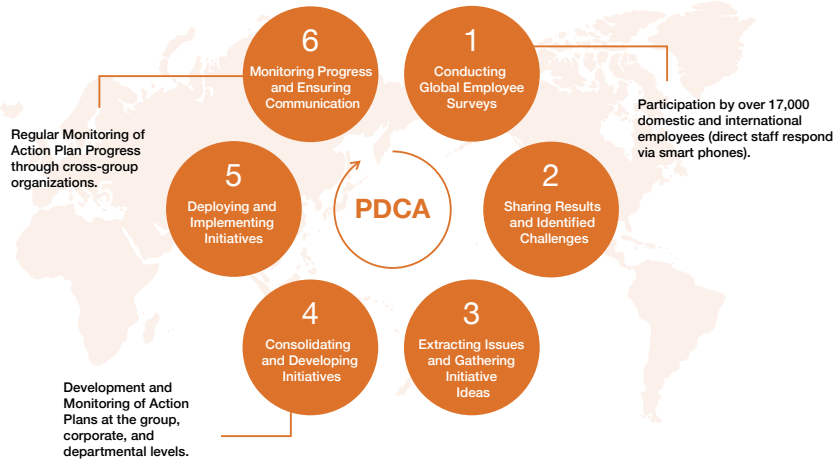 1
Conducting
Global Employee
Surveys
Participation by over 17,000
domestic and international
employees (direct staff respond
via smart phones).
2
Sharing Results
and Identified
Challenges
3
Extracting Issues
and Gathering
Initiative
Ideas
4
Consolidating
and Developing
Initiatives
Development and
Monitoring of Action
Plans at the group,
corporate, and
departmental levels.
5
Deploying and
Implementing
Initiatives
6
Monitoring Progress
and Ensuring
Communication
Regular Monitoring of
Action Plan Progress
through cross-group
organizations.
PDCA